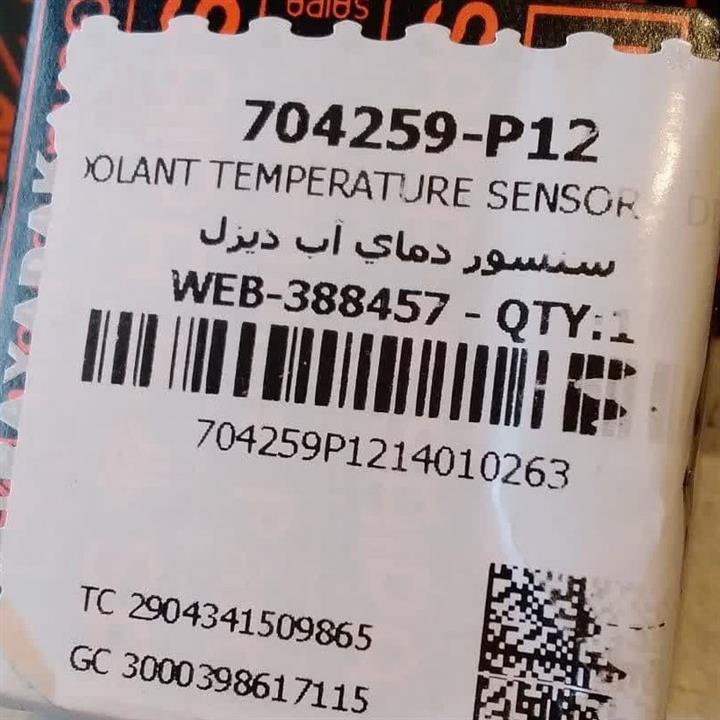 704259-P12
OLANT TEMPERATURE SENSOR
سنسور دماي آب ديزل
WEB-388457 - QTY:1
704259P1214010263
TC 2904341509865
GC 3000398617115